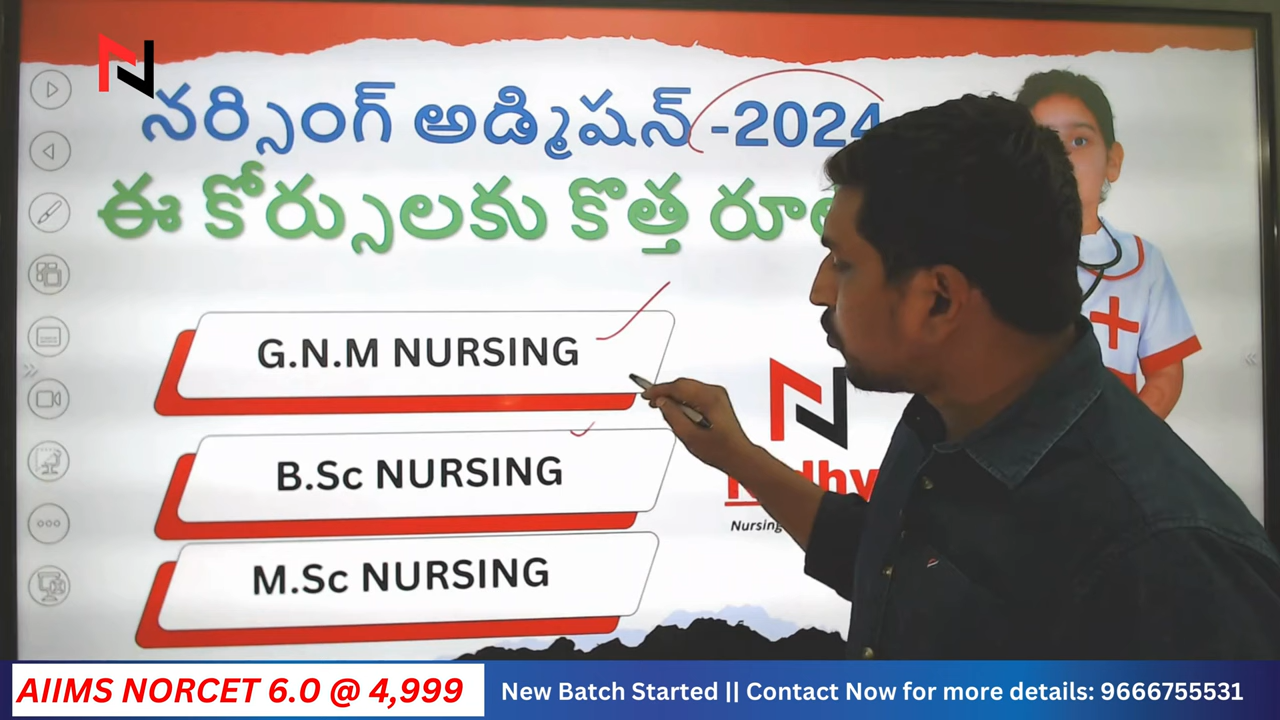 నర్సింగ్ అడ్మిషన్ -2024
ఈ కోర్సులకు కొత్త
G.N.M NURSING
B.Sc NURSING
M.Sc NURSING
Nursing
AIIMS NORCET 6.0 @ 4,999
New Batch Started || Contact Now for more details: 9666755531